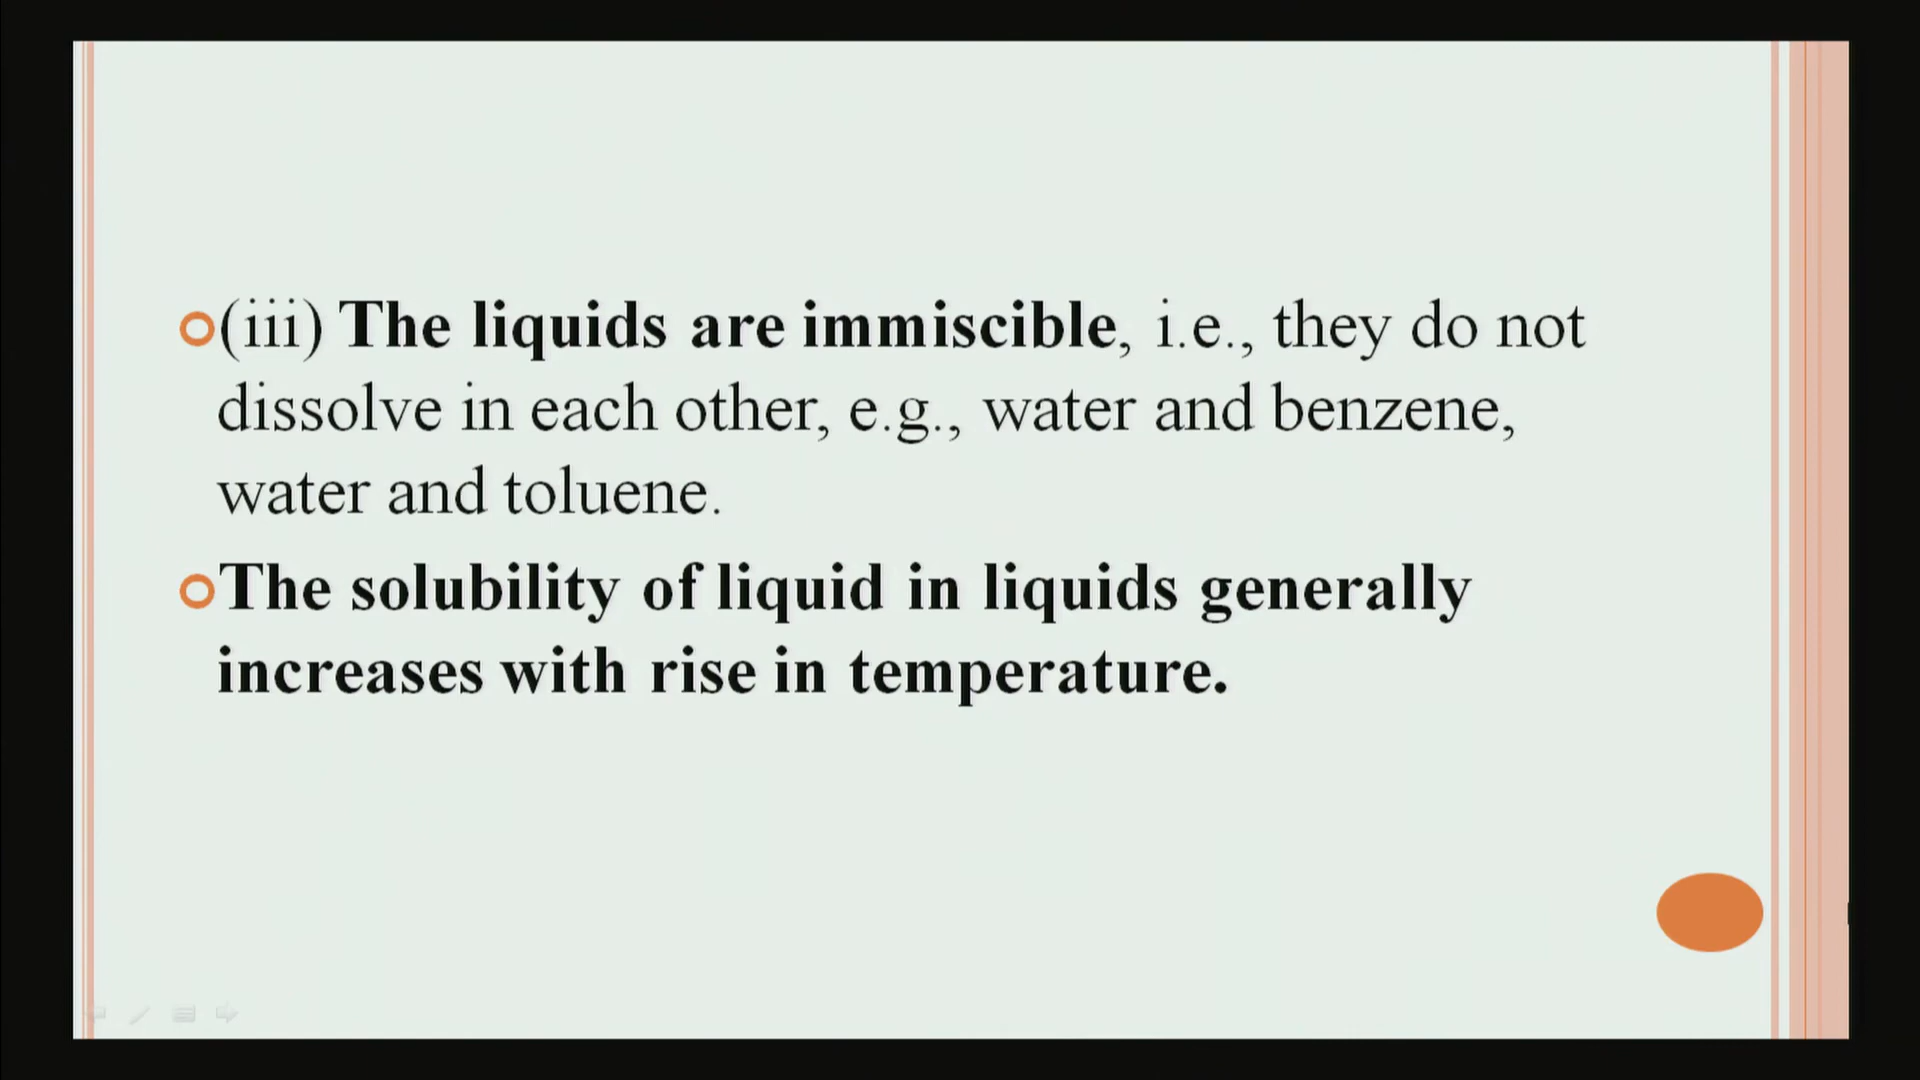 (iii) The liquids are immiscible, i.e., they do not
dissolve in each other, e.g., water and benzene,
water and toluene.
The solubility of liquid in liquids generally
increases with rise in temperature.